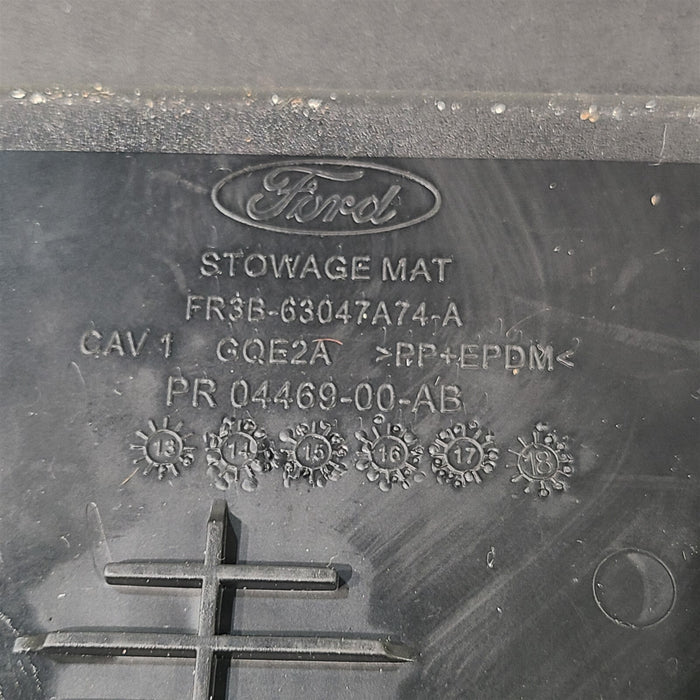 Ford
STOWAGE MAT
FR3B-63047A74-A
CAV 1 GQE2A >PP+EPDM<
PR 04469-00-AB
13 14 15 16 17 18